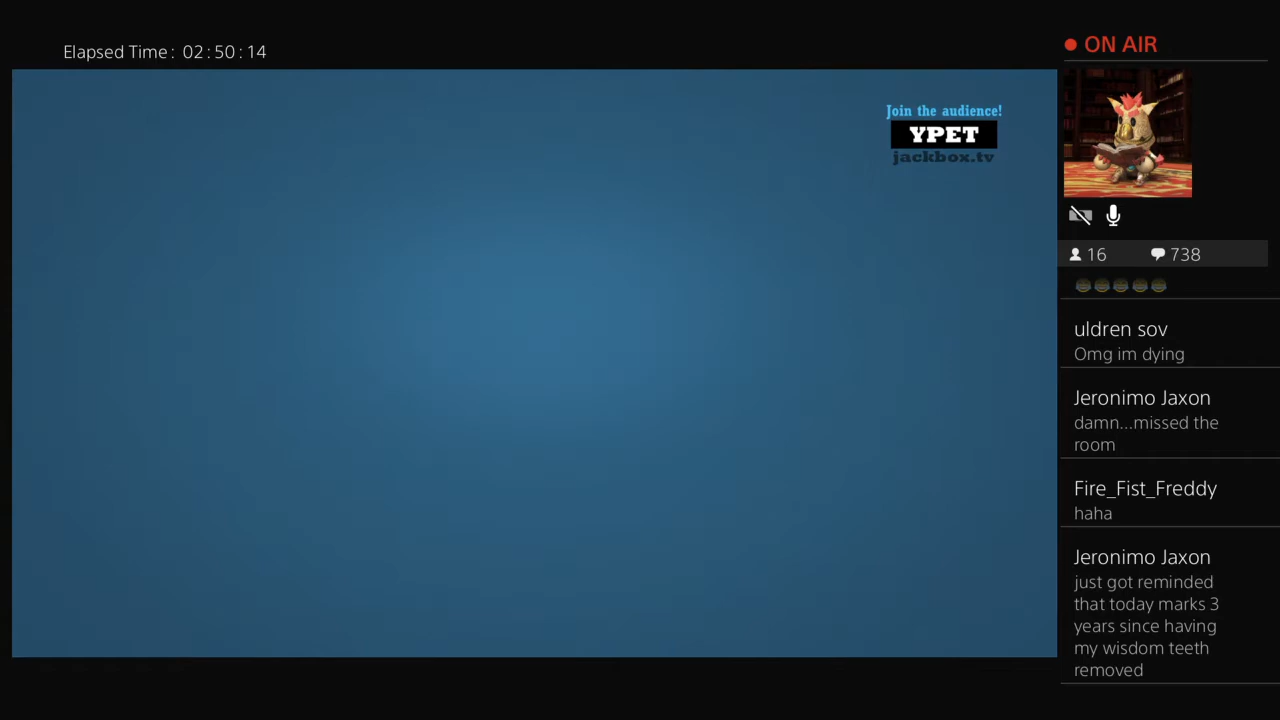 Elapsed Time: 02:50:14
ON AIR
Join the audience!
YPET
jackbox.tv
16 738
uldren sov
Omg im dying
Jeronimo Jaxon
damn...missed the
room
Fire_Fist_Freddy
haha
Jeronimo Jaxon
just got reminded
that today marks 3
years since having
my wisdom teeth
removed